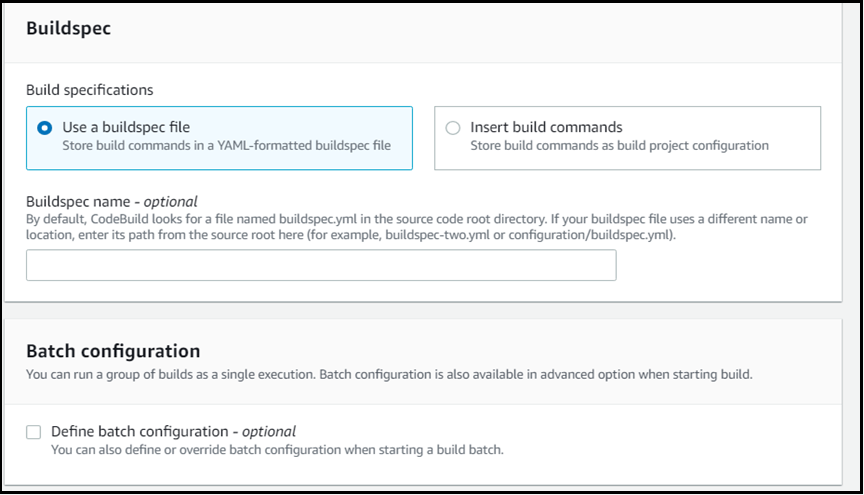 Buildspec
Build specifications
Use a buildspec file
Store build commands in a YAML-formatted buildspec file
Insert build commands
Store build commands as build project configuration
Buildspec name - optional
By default, CodeBuild looks for a file named buildspec.yml in the source code root directory. If your buildspec file uses a different name or
location, enter its path from the source root here (for example, buildspec-two.yml or configuration/buildspec.yml).
Batch configuration
You can run a group of builds as a single execution. Batch configuration is also available in advanced option when starting build.
Define batch configuration - optional
You can also define or override batch configuration when starting a build batch.